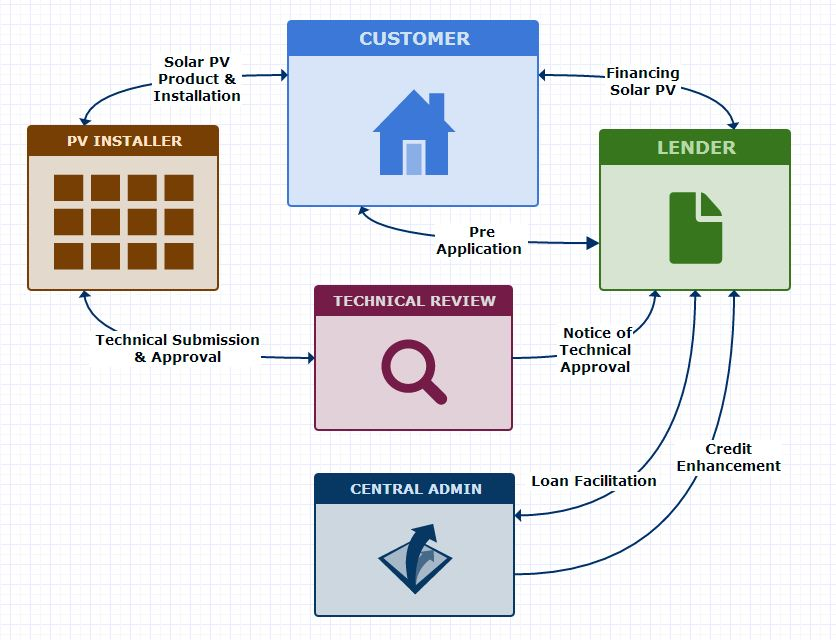 CUSTOMER
Solar PV
Product &
Installation
Financing
Solar PV
PV INSTALLER
LENDER
Pre
Application
TECHNICAL REVIEW
Technical Submission
& Approval
Notice of
Technical
Approval
Credit
Enhancement
Loan Facilitation
CENTRAL ADMIN